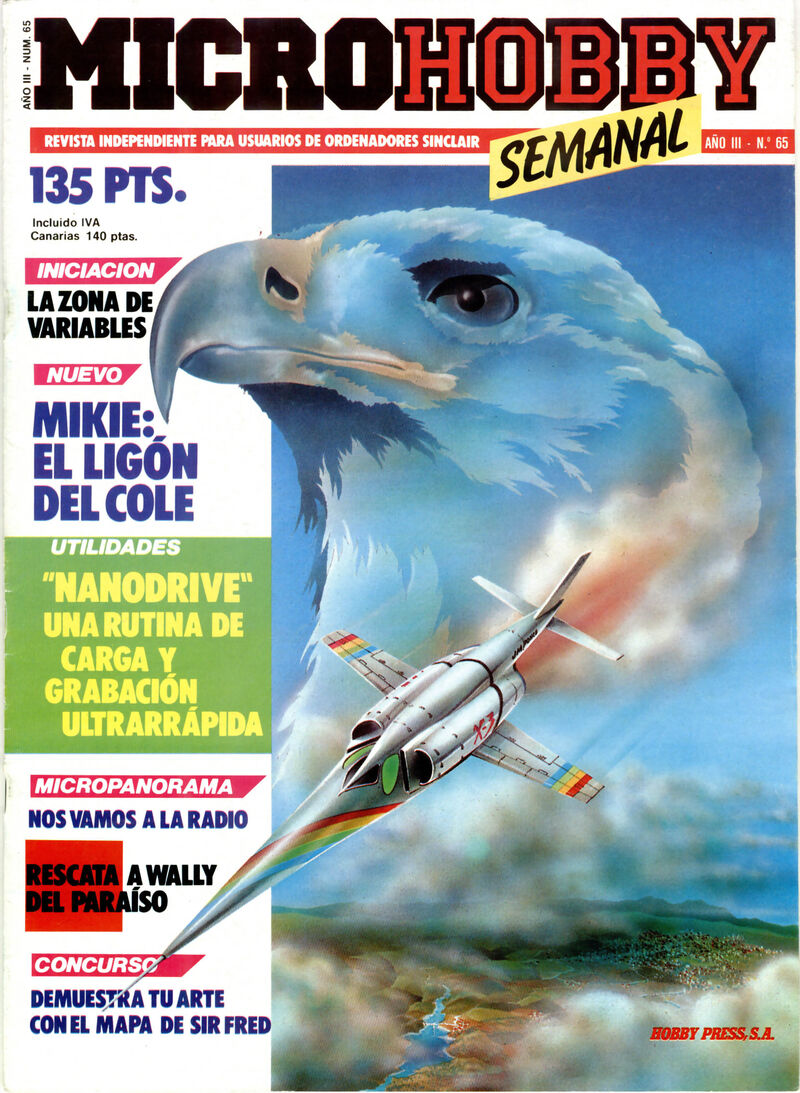 AÑO III - NUM. 65
MICROHOBBY
REVISTA INDEPENDIENTE PARA USUARIOS DE ORDENADORES SINCLAIR
SEMANAL
AÑO III - N.º 65
135 PTS.
Incluido IVA
Canarias 140 ptas.
INICIACION
LA ZONA DE
VARIABLES
NUEVO
MIKIE:
EL LIGÓN
DEL COLE
UTILIDADES
"NANODRIVE"
UNA RUTINA DE
CARGA Y
GRABACIÓN
ULTRARRÁPIDA
MICROPANORAMA
NOS VAMOS A LA RADIO
RESCATA A WALLY
DEL PARAÍSO
CONCURSO
DEMUESTRA TU ARTE
CON EL MAPA DE SIR FRED
X-3
HOBBY PRESS, S.A.